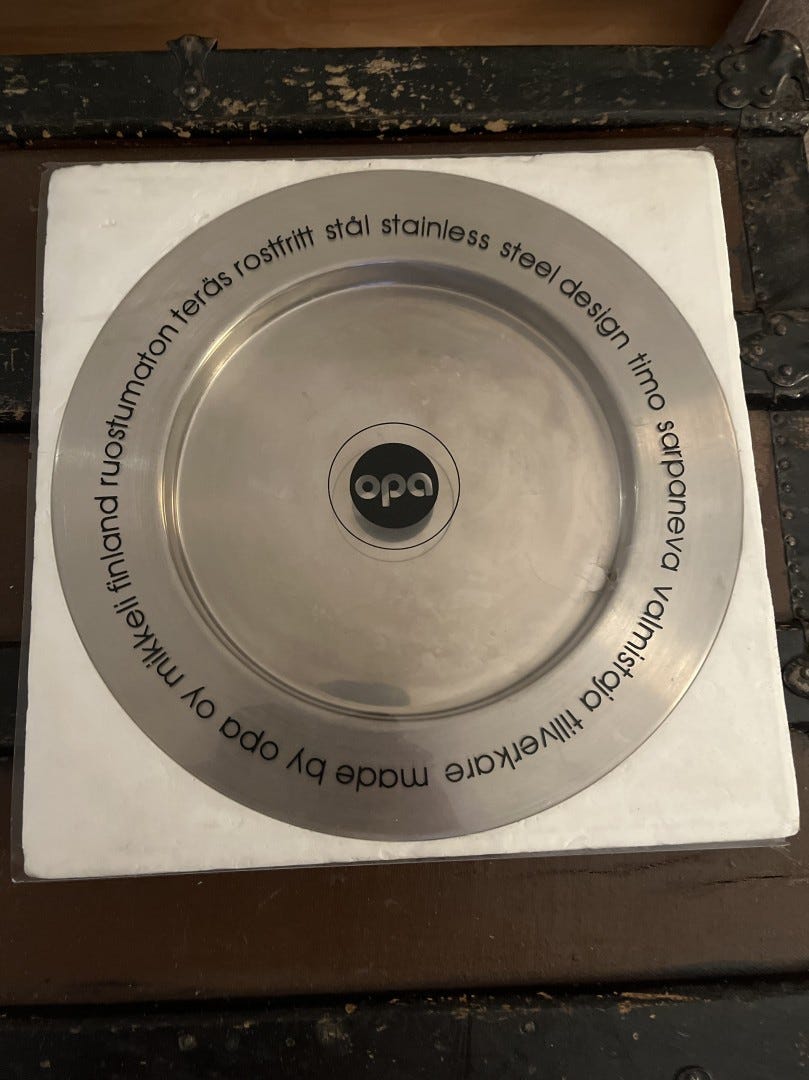 ruostumaton teräs rostfritt stål stainless steel design timo sarpaneva valmistaja tillverkare made by opa oy mikkeli finland
opa